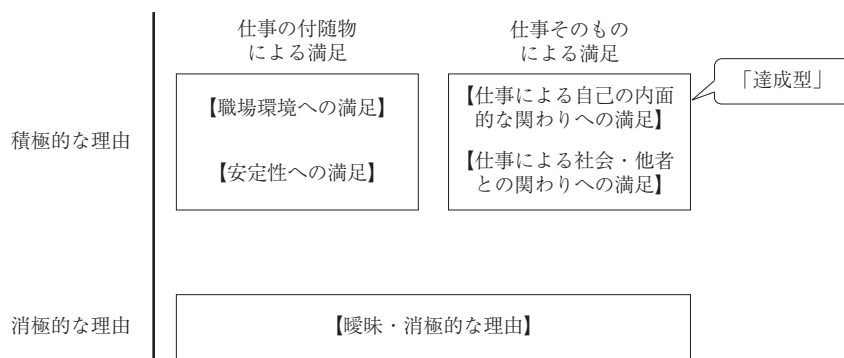 仕事の付随物
による満足
仕事そのもの
による満足
「達成型」
積極的な理由
【職場環境への満足】
【安定性への満足】
【仕事による自己の内面
的な関わりへの満足】
【仕事による社会・他者
との関わりへの満足】
消極的な理由
【曖昧・消極的な理由】